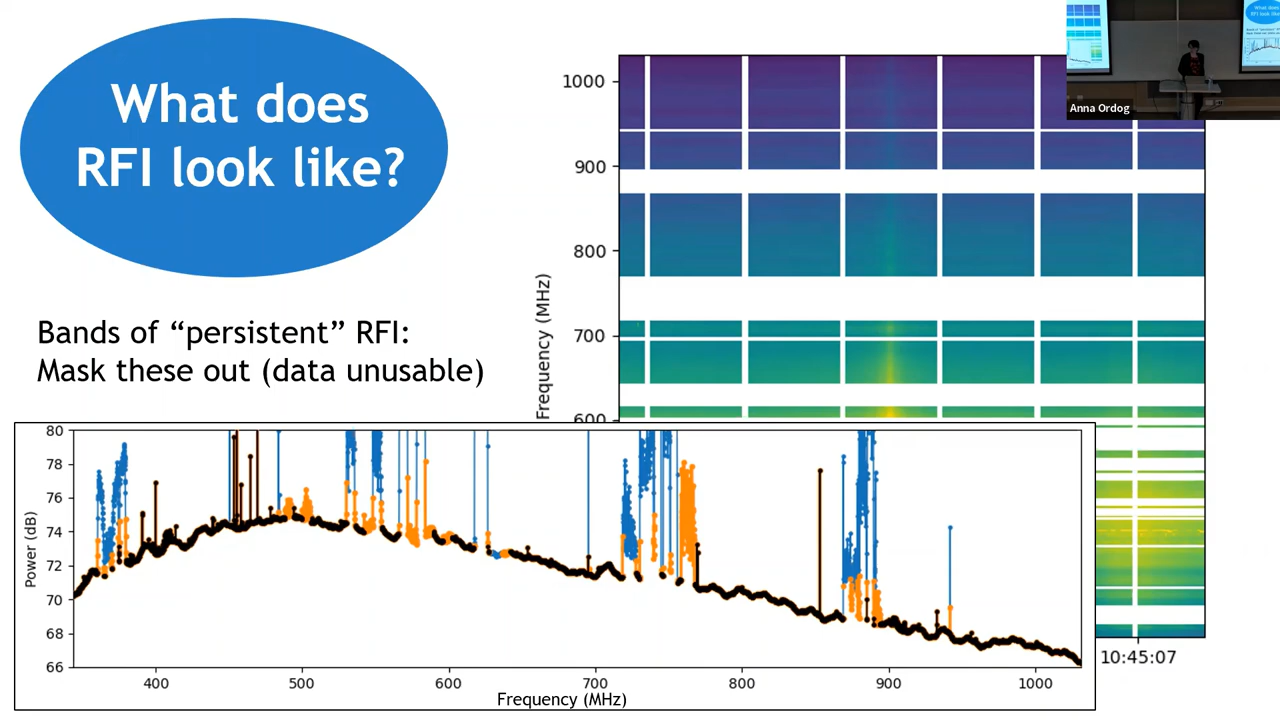 What does
RFI look like?
Bands of “persistent” RFI:
Mask these out (data unusable)
Frequency (MHz)
1000
900
800
700
600
10:45:07
Anna Ordog
Power (dB)
80
78
76
74
72
70
68
66
400
500
600
700
800
900
1000
Frequency (MHz)